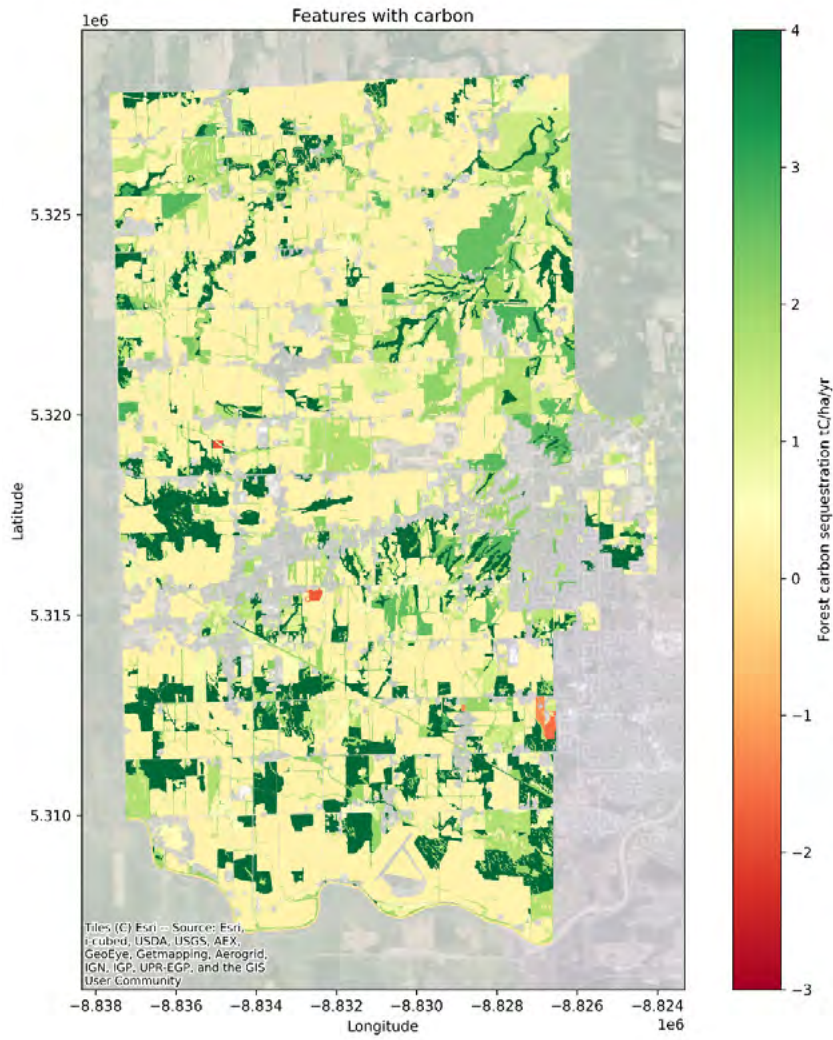 Features with carbon
1e6
5.325
5.320
5.315
5.310
Latitude
−8.838 −8.836 −8.834 −8.832 −8.830 −8.828 −8.826 −8.824
1e6
Longitude
Tiles (C) Esri -- Source: Esri,
i-cubed, USDA, USGS, AEX,
GeoEye, Getmapping, Aerogrid,
IGN, IGP, UPR-EGP, and the GIS
User Community
4
3
2
1
0
−1
−2
−3
Forest carbon sequestration tC/ha/yr